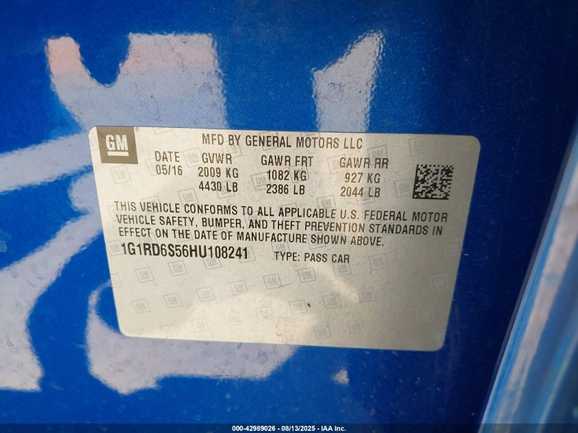 GM
MFD BY GENERAL MOTORS LLC
DATE GVWR GAWR FRT GAWR RR
05/16 2009 KG 1082 KG 927 KG
4430 LB 2386 LB 2044 LB
THIS VEHICLE CONFORMS TO ALL APPLICABLE U.S. FEDERAL MOTOR
VEHICLE SAFETY, BUMPER, AND THEFT PREVENTION STANDARDS IN
EFFECT ON THE DATE OF MANUFACTURE SHOWN ABOVE.
1G1RD6S56HU108241 TYPE: PASS CAR
000-42989026 - 08/13/2025 - IAA Inc.